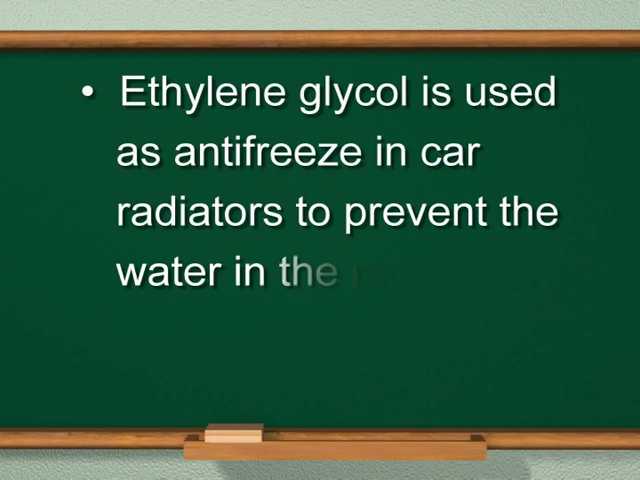 • Ethylene glycol is used
as antifreeze in car
radiators to prevent the
water in the